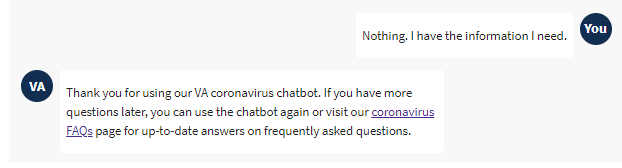 Nothing. I have the information I need.
You
VA
Thank you for using our VA coronavirus chatbot. If you have more
questions later, you can use the chatbot again or visit our coronavirus
FAQs page for up-to-date answers on frequently asked questions.